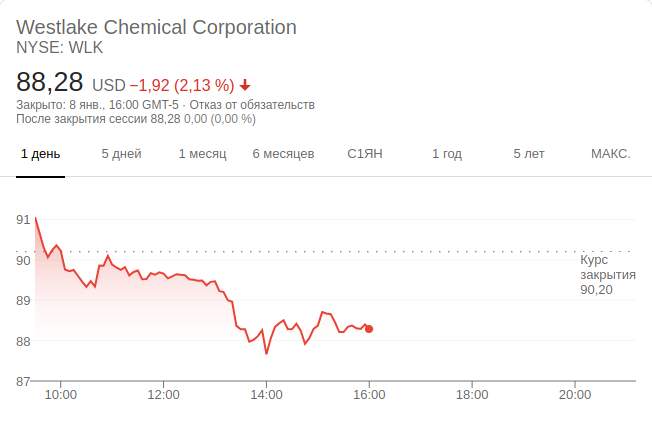 Westlake Chemical Corporation
NYSE: WLK
88,28 USD −1,92 (2,13 %)
Закрыто: 8 янв., 16:00 GMT-5 · Отказ от обязательств
После закрытия сессии 88,28 0,00 (0,00 %)
1 день 5 дней 1 месяц 6 месяцев С1ЯН 1 год 5 лет МАКС.
91
90
89
88
87
Курс
закрытия
90,20
10:00 12:00 14:00 16:00 18:00 20:00